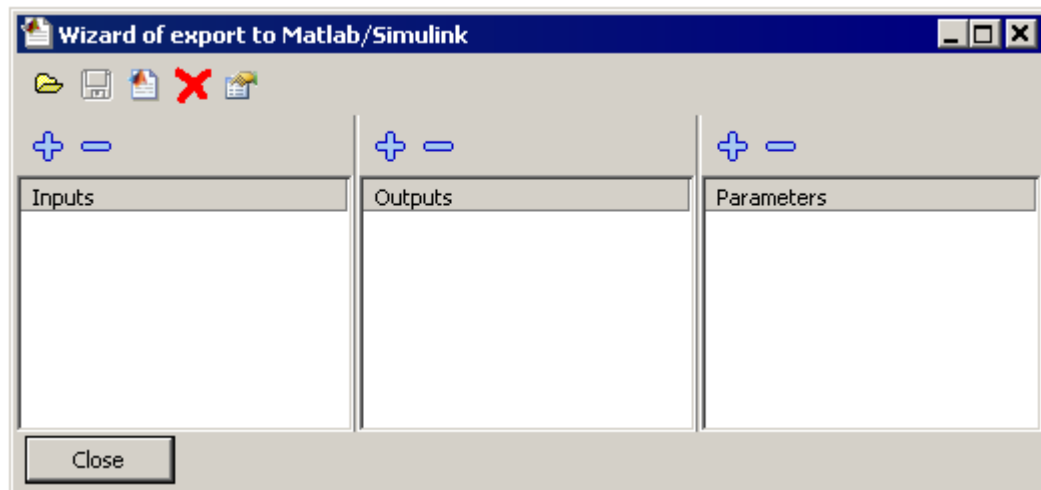 Wizard of export to Matlab/Simulink
Inputs
Outputs
Parameters
Close